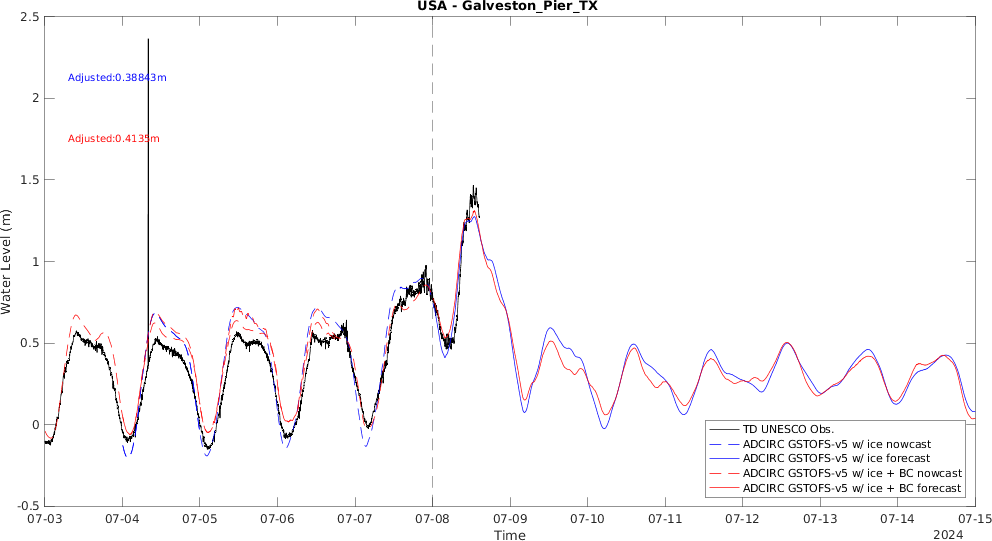 USA - Galveston_Pier_TX
2.5
2
1.5
1
0.5
0
-0.5
Water Level (m)
Adjusted:0.38843m
Adjusted:0.4135m
TD UNESCO Obs.
ADCIRC GSTOFS-v5 w/ ice nowcast
ADCIRC GSTOFS-v5 w/ ice forecast
ADCIRC GSTOFS-v5 w/ ice + BC nowcast
ADCIRC GSTOFS-v5 w/ ice + BC forecast
07-03 07-04 07-05 07-06 07-07 07-08 07-09 07-10 07-11 07-12 07-13 07-14 07-15
Time
2024